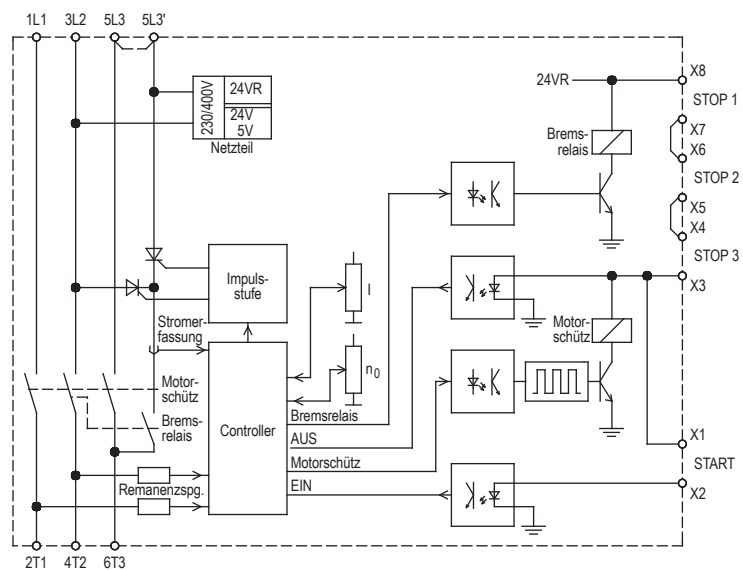 1L1 3L2 5L3 5L3'
230/400V
24VR
24V
5V
Netzteil
24VR
X8
STOP 1
X7
X6
STOP 2
X5
X4
STOP 3
X3
Brems-
relais
Impuls-
stufe
I
Stromer-
fassung
n0
Motor-
schütz
Motor-
schütz
Brems-
relais
Controller
Bremsrelais
AUS
Motorschütz
EIN
Remanenzspg.
X1
START
X2
2T1 4T2 6T3